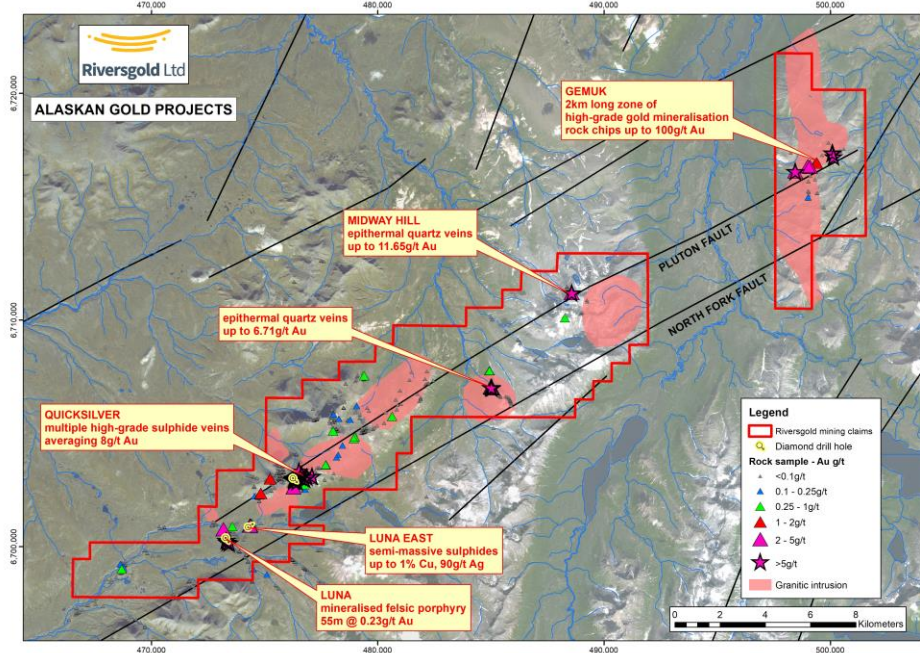 470,000
480,000
490,000
500,000
Riversgold Ltd
ALASKAN GOLD PROJECTS
6,720,000
6,710,000
6,700,000
GEMUK
2km long zone of
high-grade gold mineralisation
rock chips up to 100g/t Au
MIDWAY HILL
epithermal quartz veins
up to 11.65g/t Au
PLUTON FAULT
NORTH FORK FAULT
epithermal quartz veins
up to 6.71g/t Au
QUICKSILVER
multiple high-grade sulphide veins
averaging 8g/t Au
LUNA EAST
semi-massive sulphides
up to 1% Cu, 90g/t Ag
LUNA
mineralised felsic porphyry
55m @ 0.23g/t Au
Legend
Riversgold mining claims
Diamond drill hole
Rock sample - Au g/t
<0.1g/t
0.1 - 0.25g/t
0.25 - 1g/t
1 - 2g/t
2 - 5g/t
>5g/t
Granitic intrusion
0 2 4 6 8
Kilometers
470,000
480,000
490,000
500,000